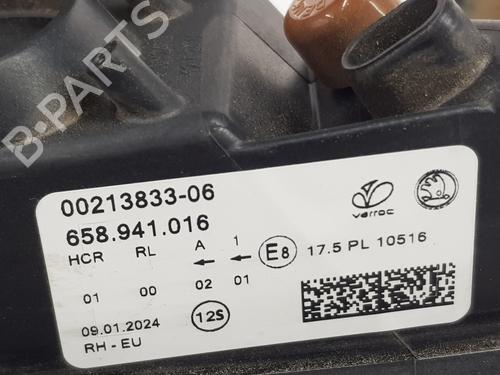 B-PARTS
00213833-06
658.941.016
HCR RL A 1
E8 17.5 PL 10516
01 00 02 01
09.01.2024
12S
RH - EU
varroc